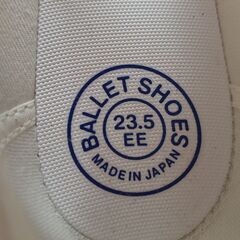 BALLET SHOES
23.5
EE
MADE IN JAPAN